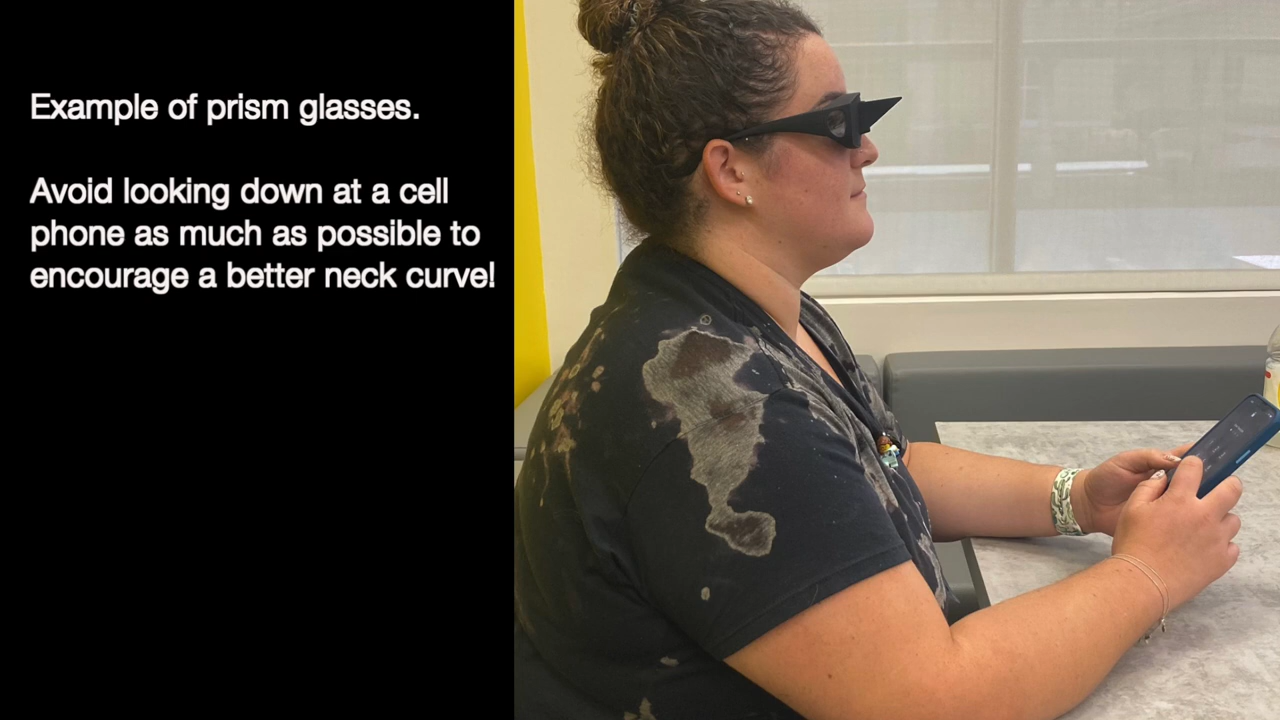 Example of prism glasses.
Avoid looking down at a cell
phone as much as possible to
encourage a better neck curve!